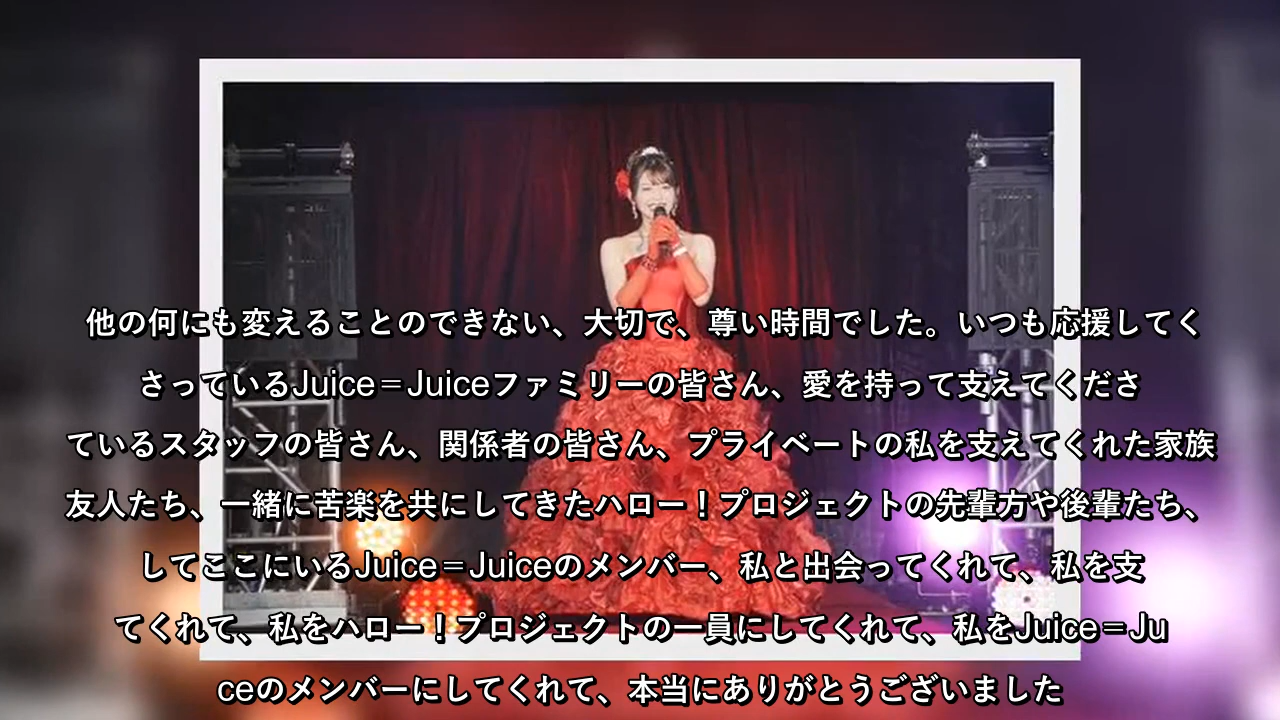 他の何にも変えることのできない、大切で、尊い時間でした。いつも応援してく
さっているJuice＝Juiceファミリーの皆さん、愛を持って支えてくださ
ているスタッフの皆さん、関係者の皆さん、プライベートの私を支えてくれた家族
友人たち、一緒に苦楽を共にしてきたハロー！プロジェクトの先輩方や後輩たち、
してここにいるJuice＝Juiceのメンバー、私と出会ってくれて、私を支
てくれて、私をハロー！プロジェクトの一員にしてくれて、私をJuice＝Ju
ceのメンバーにしてくれて、本当にありがとうございました